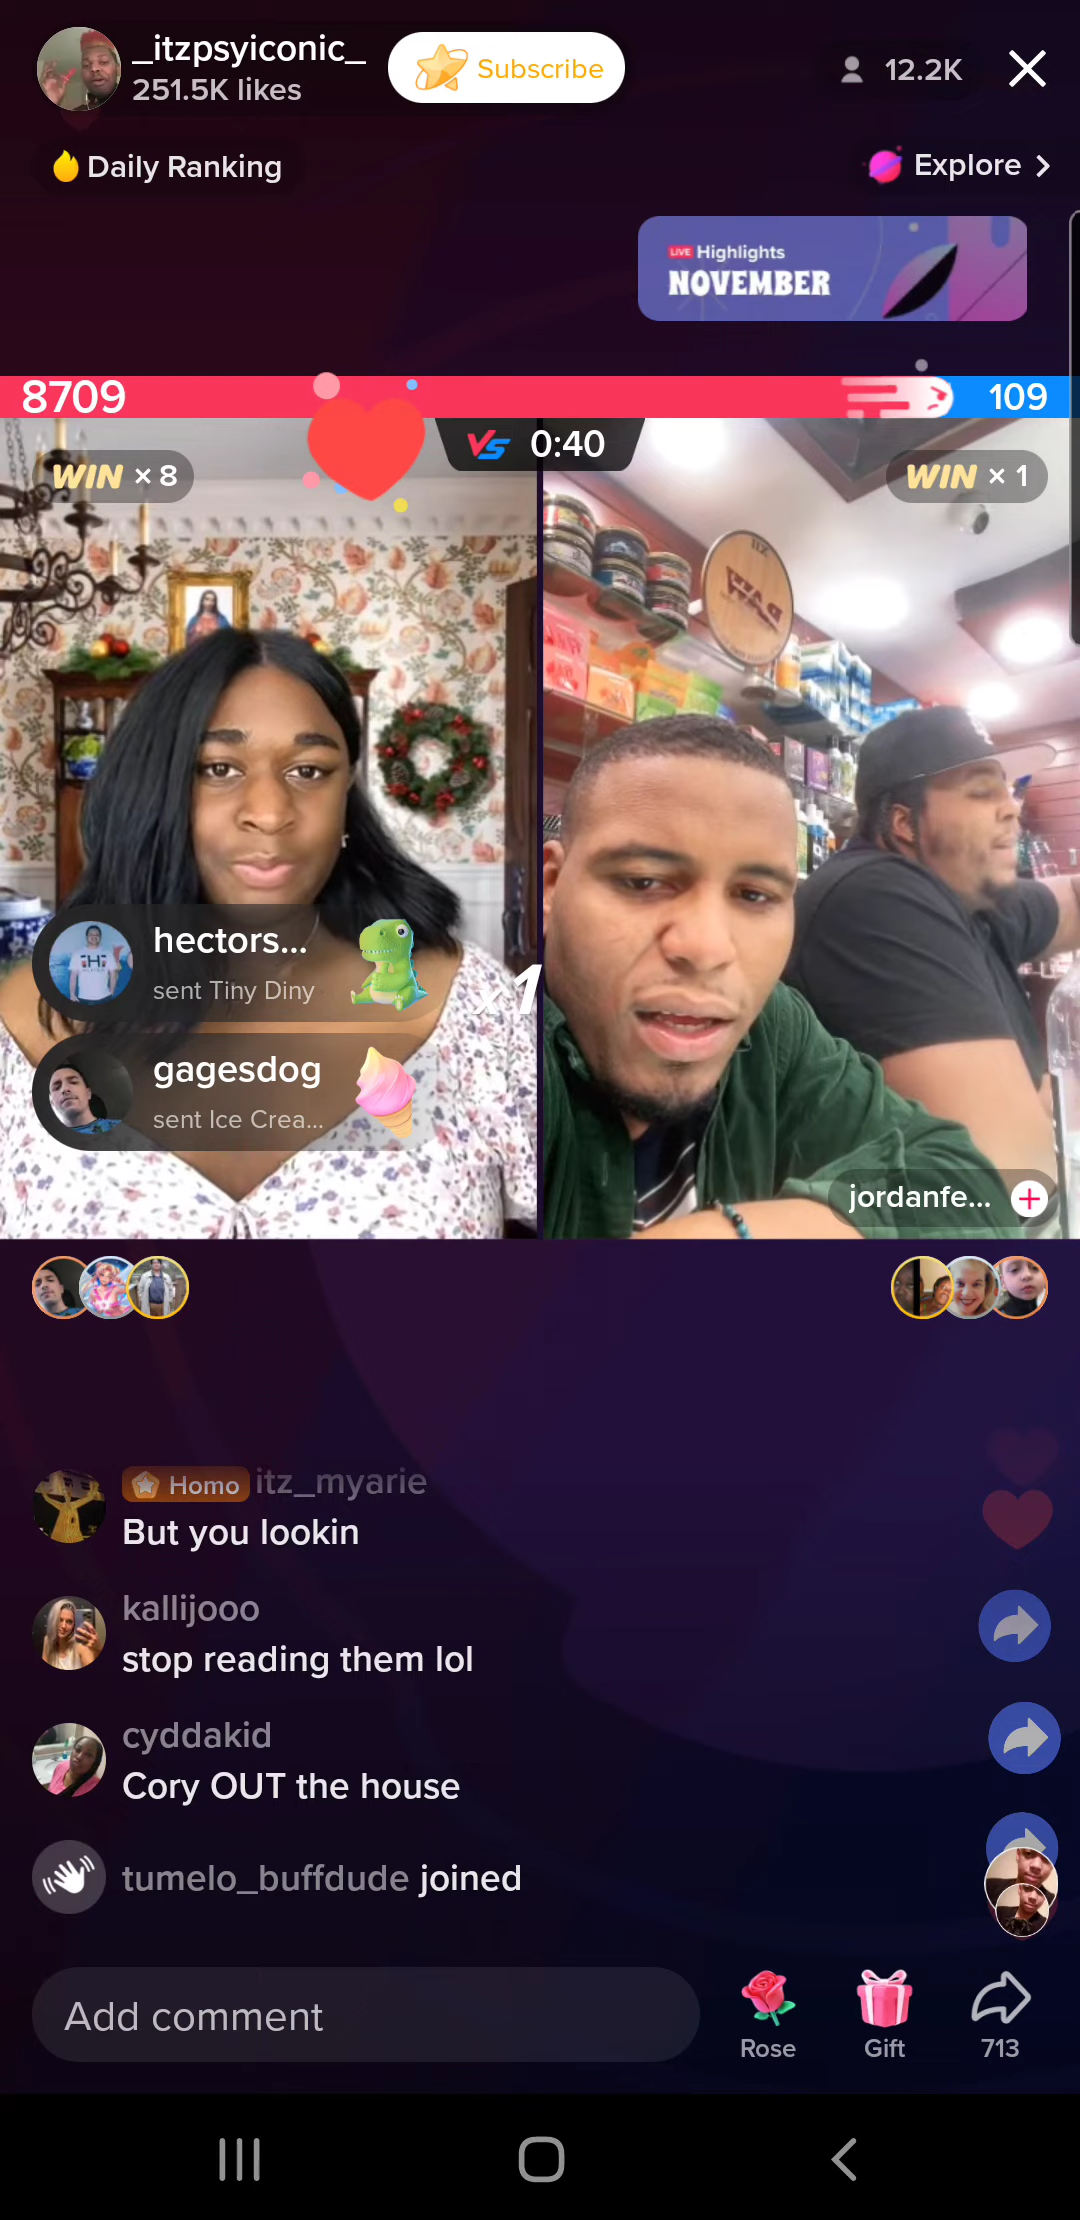 _itzpsyiconic_
251.5K likes
Subscribe
12.2K
Daily Ranking
Explore
LIVE Highlights
NOVEMBER
8709
109
VS 0:40
WIN × 8
WIN × 1
hectors...
sent Tiny Diny
x1
gagesdog
sent Ice Crea...
jordanfe...
Homo itz_myarie
But you lookin
kallijooo
stop reading them lol
cyddakid
Cory OUT the house
tumelo_buffdude joined
Add comment
Rose
Gift
713